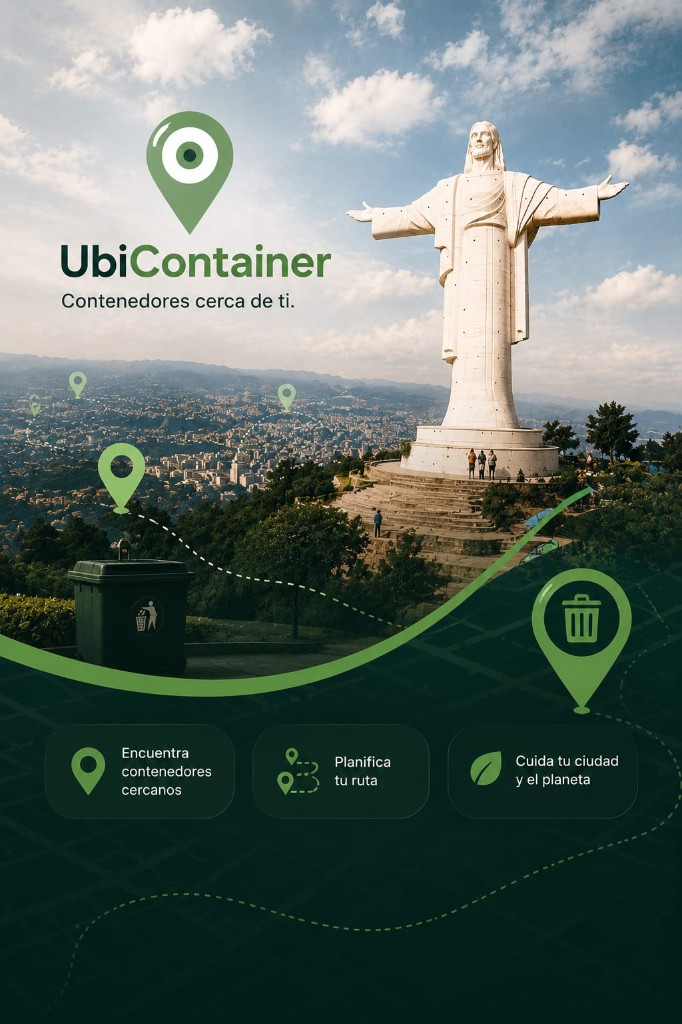 UbiContainer
Contenedores cerca de ti.
Encuentra
contenedores
cercanos
Planifica
tu ruta
Cuida tu ciudad
y el planeta